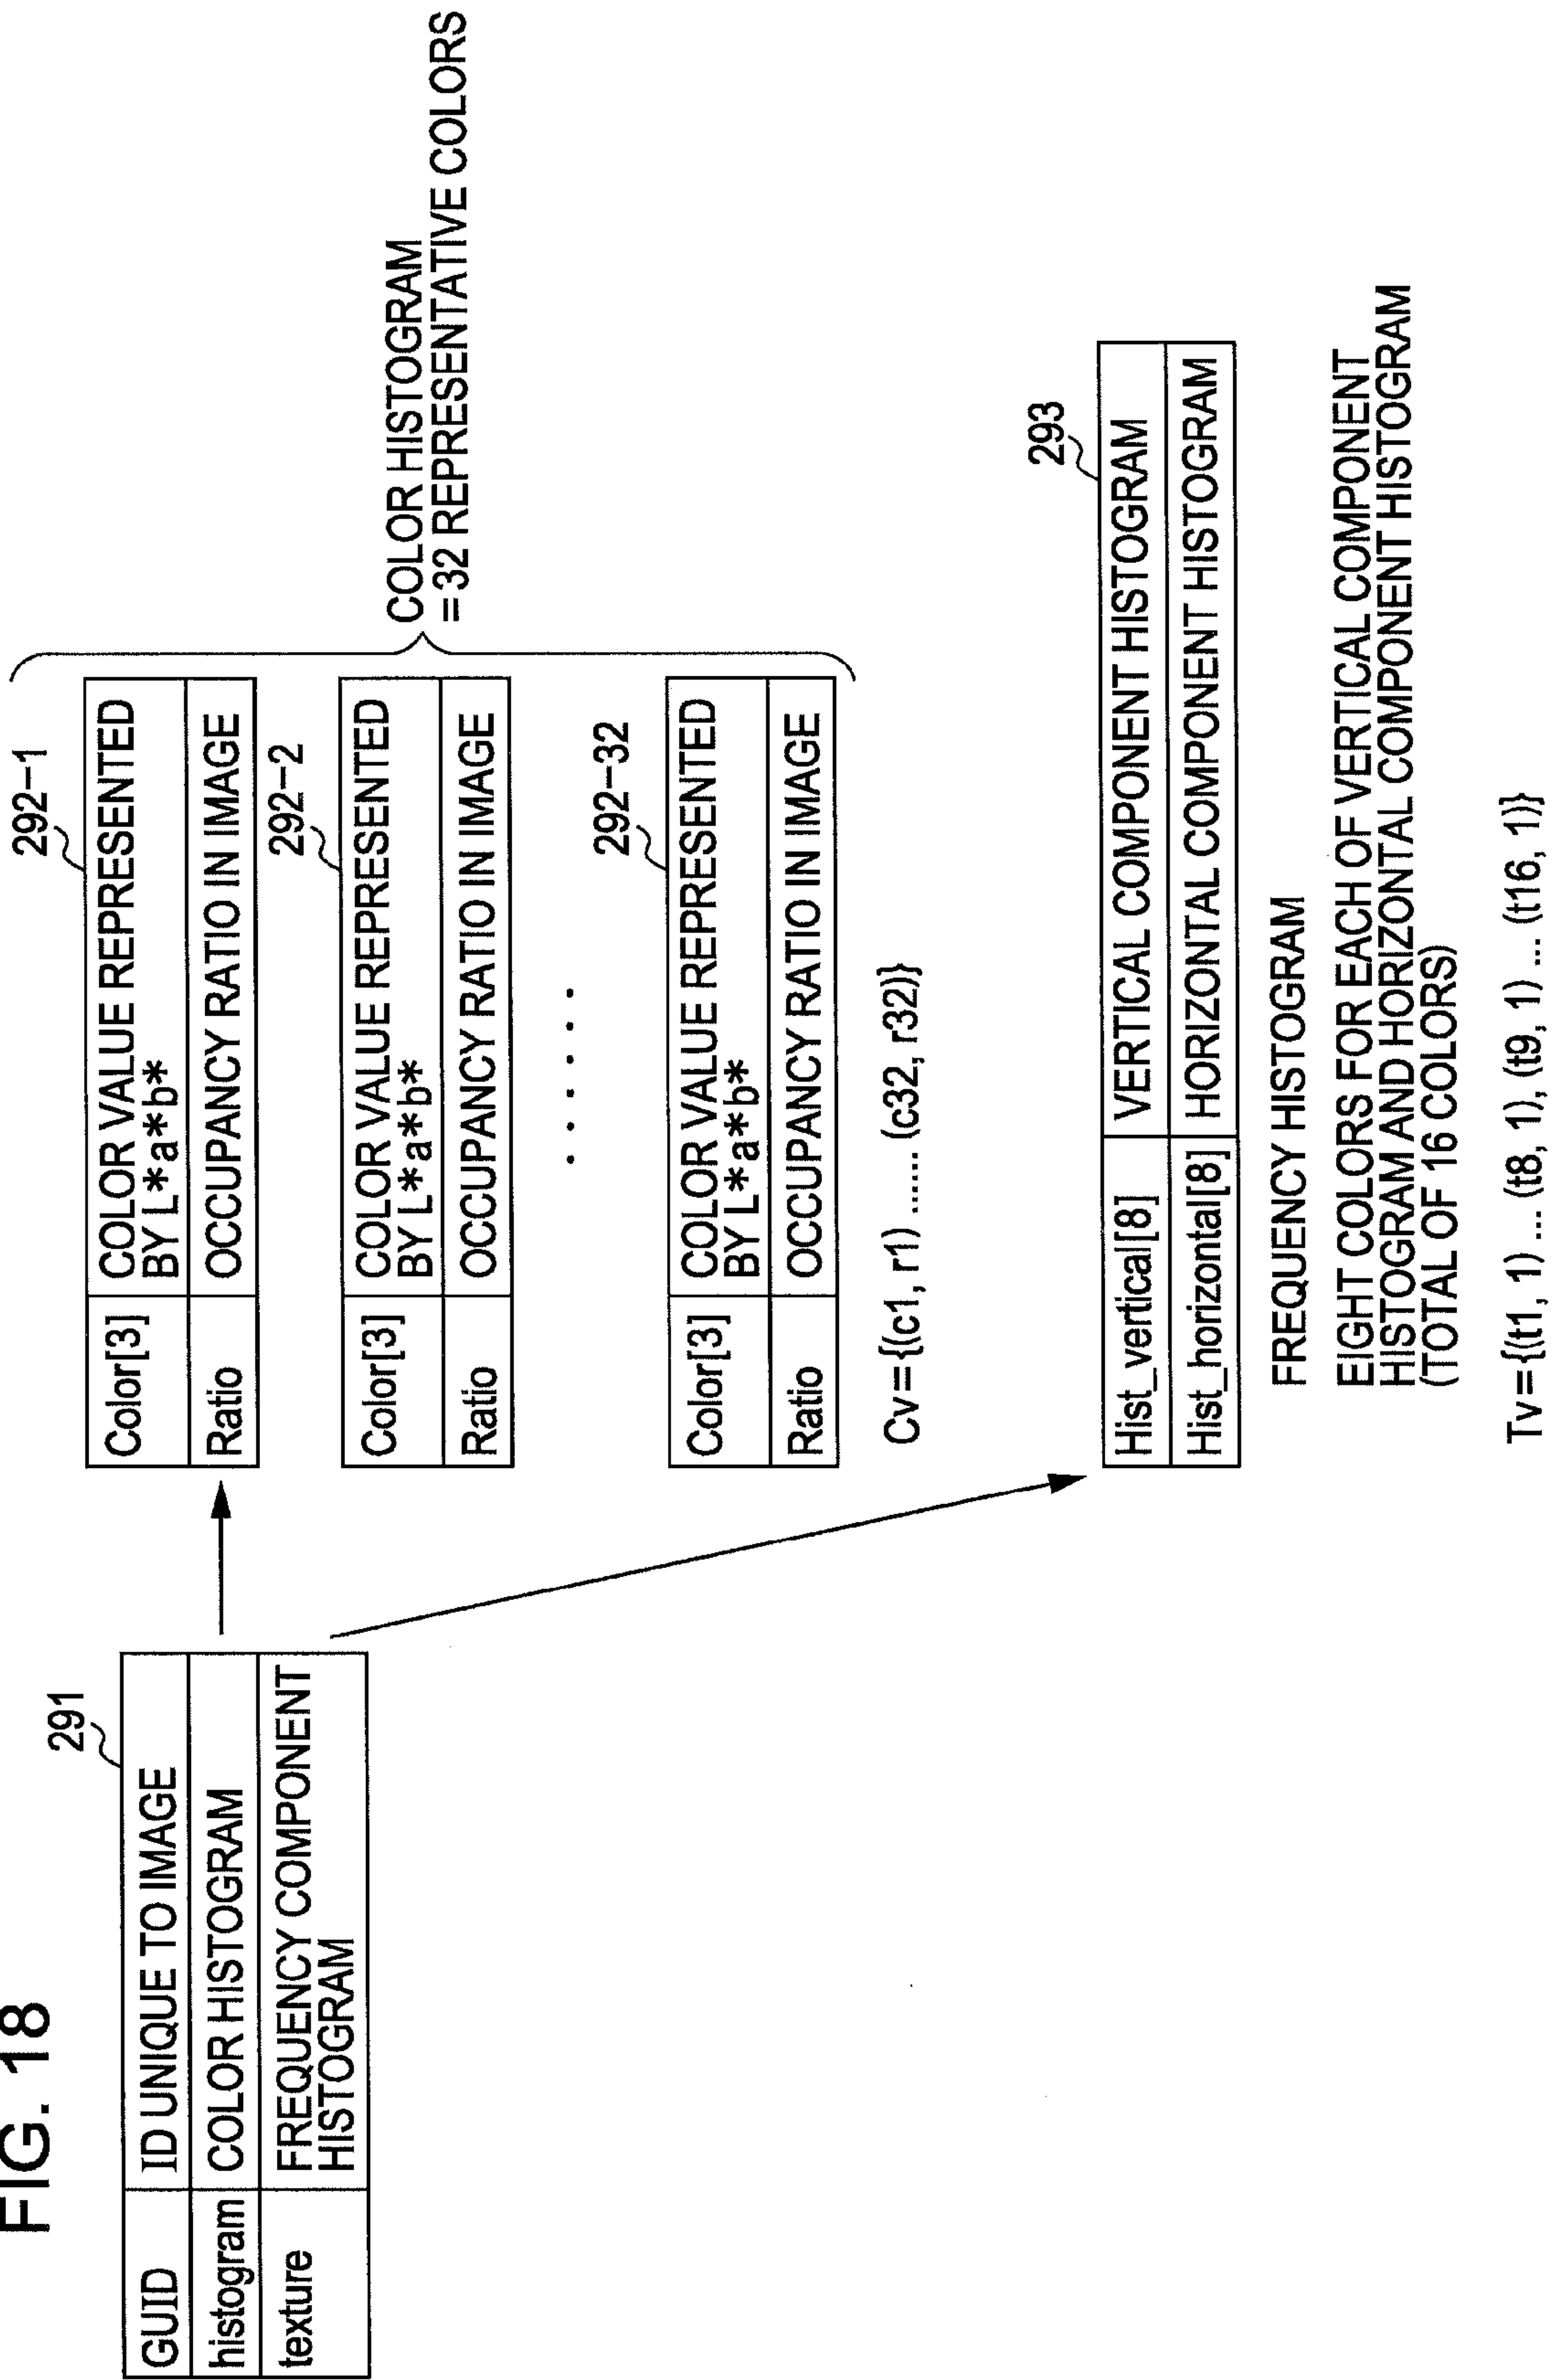 FIG. 18
291
GUID ID UNIQUE TO IMAGE
histogram COLOR HISTOGRAM
texture FREQUENCY COMPONENT
HISTOGRAM
292-1
Color[3] COLOR VALUE REPRESENTED
BY L*a*b*
Ratio OCCUPANCY RATIO IN IMAGE
292-2
Color[3] COLOR VALUE REPRESENTED
BY L*a*b*
Ratio OCCUPANCY RATIO IN IMAGE
......
292-32
Color[3] COLOR VALUE REPRESENTED
BY L*a*b*
Ratio OCCUPANCY RATIO IN IMAGE
COLOR HISTOGRAM
=32 REPRESENTATIVE COLORS
Cv={(c1, r1) ...... (c32, r32)}
293
Hist_vertical[8] VERTICAL COMPONENT HISTOGRAM
Hist_horizontal[8] HORIZONTAL COMPONENT HISTOGRAM
FREQUENCY HISTOGRAM
EIGHT COLORS FOR EACH OF VERTICAL COMPONENT
HISTOGRAM AND HORIZONTAL COMPONENT HISTOGRAM
(TOTAL OF 16 COLORS)
Tv={(t1, 1) ... (t8, 1), (t9, 1) ... (t16, 1)}